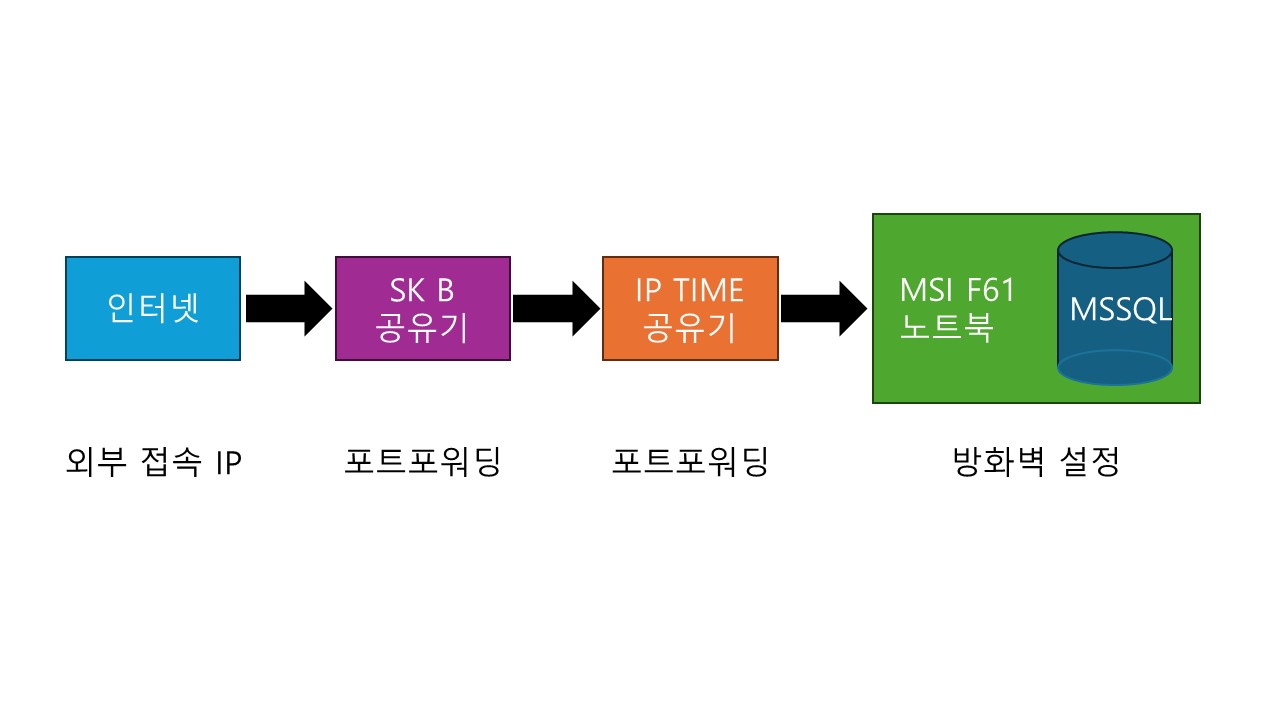 인터넷
SK B
공유기
IP TIME
공유기
MSI F61
노트북
MSSQL
외부 접속 IP
포트포워딩
포트포워딩
방화벽 설정